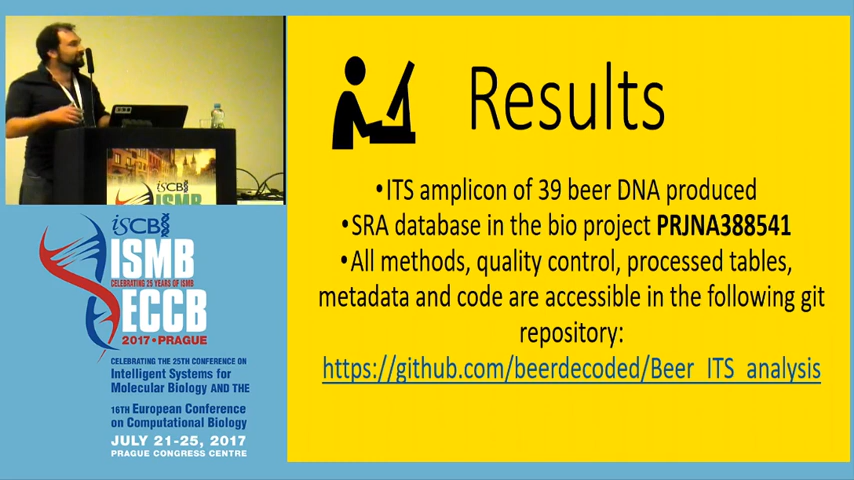 Results
•ITS amplicon of 39 beer DNA produced
•SRA database in the bio project PRJNA388541
•All methods, quality control, processed tables,
metadata and code are accessible in the following git
repository:
https://github.com/beerdecoded/Beer_ITS_analysis
iSCB
ISMB
iSCB
ISMB
CELEBRATING 25 YEARS OF ISMB
ECCB
2017•PRAGUE
CELEBRATING THE 25TH CONFERENCE ON
Intelligent Systems for
Molecular Biology AND THE
16TH European Conference
on Computational Biology
JULY 21-25, 2017
PRAGUE CONGRESS CENTRE